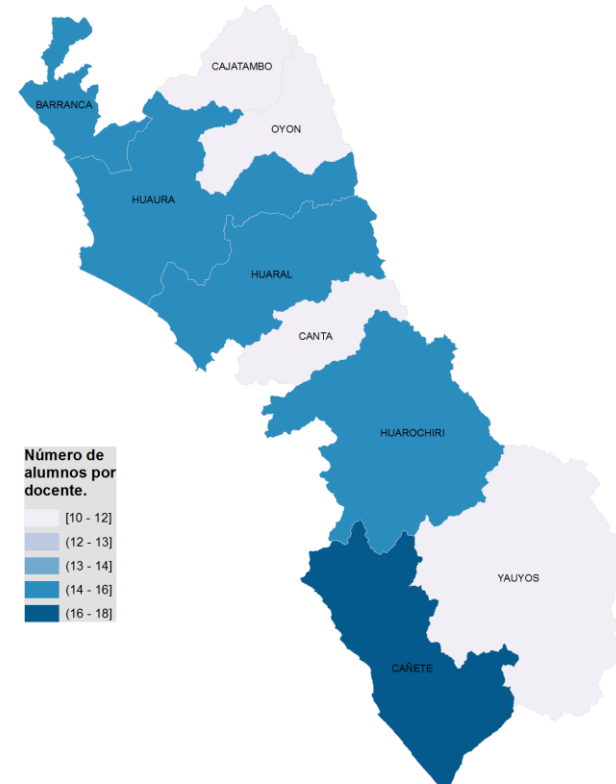 CAJATAMBO
BARRANCA
OYON
HUAURA
HUARAL
CANTA
HUAROCHIRI
Número de
alumnos por
docente.
[10 - 12]
(12 - 13]
(13 - 14]
(14 - 16]
(16 - 18]
YAUYOS
CAÑETE